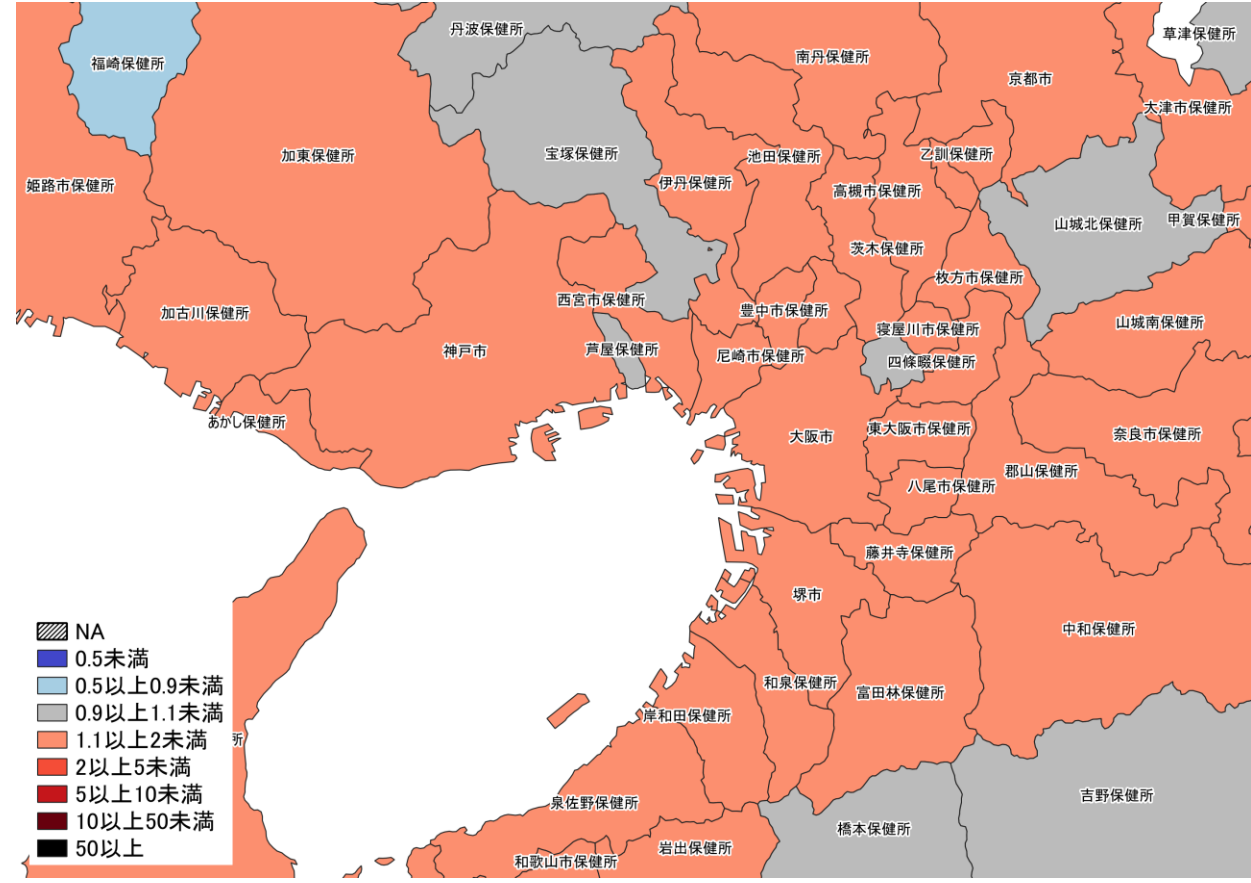 丹波保健所
草津保健所
福崎保健所
南丹保健所
京都市
大津市保健所
加東保健所
宝塚保健所
池田保健所
乙訓保健所
姫路市保健所
伊丹保健所
高槻市保健所
山城北保健所
甲賀保健所
茨木保健所
枚方市保健所
西宮市保健所
加古川保健所
豊中市保健所
寝屋川市保健所
山城南保健所
神戸市
芦屋保健所
尼崎市保健所
四條畷保健所
あかし保健所
大阪市
東大阪市保健所
奈良市保健所
郡山保健所
八尾市保健所
藤井寺保健所
堺市
中和保健所
和泉保健所
富田林保健所
岸和田保健所
所
吉野保健所
泉佐野保健所
橋本保健所
岩出保健所
和歌山市保健所
NA
0.5未満
0.5以上0.9未満
0.9以上1.1未満
1.1以上2未満
2以上5未満
5以上10未満
10以上50未満
50以上